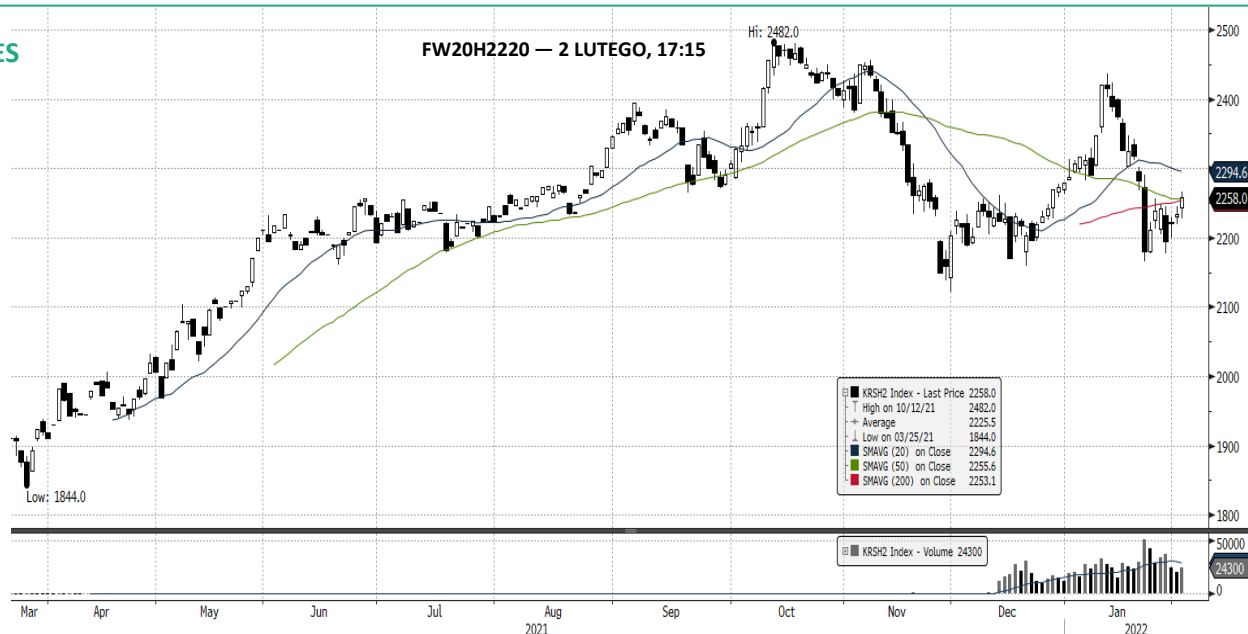 ES
FW20H2220 — 2 LUTEGO, 17:15
Hi: 2482.0
2500
2400
2300
2294.6
2258.0
2200
2100
2000
1900
1800
Low: 1844.0
KRSH2 Index - Last Price 2258.0
High on 10/12/21 2482.0
Average 2225.5
Low on 03/25/21 1844.0
SMAVG (20) on Close 2294.6
SMAVG (50) on Close 2255.6
SMAVG (200) on Close 2253.1
KRSH2 Index - Volume 24300
50000
24300
0
Mar Apr May Jun Jul Aug Sep Oct Nov Dec Jan
2021 2022